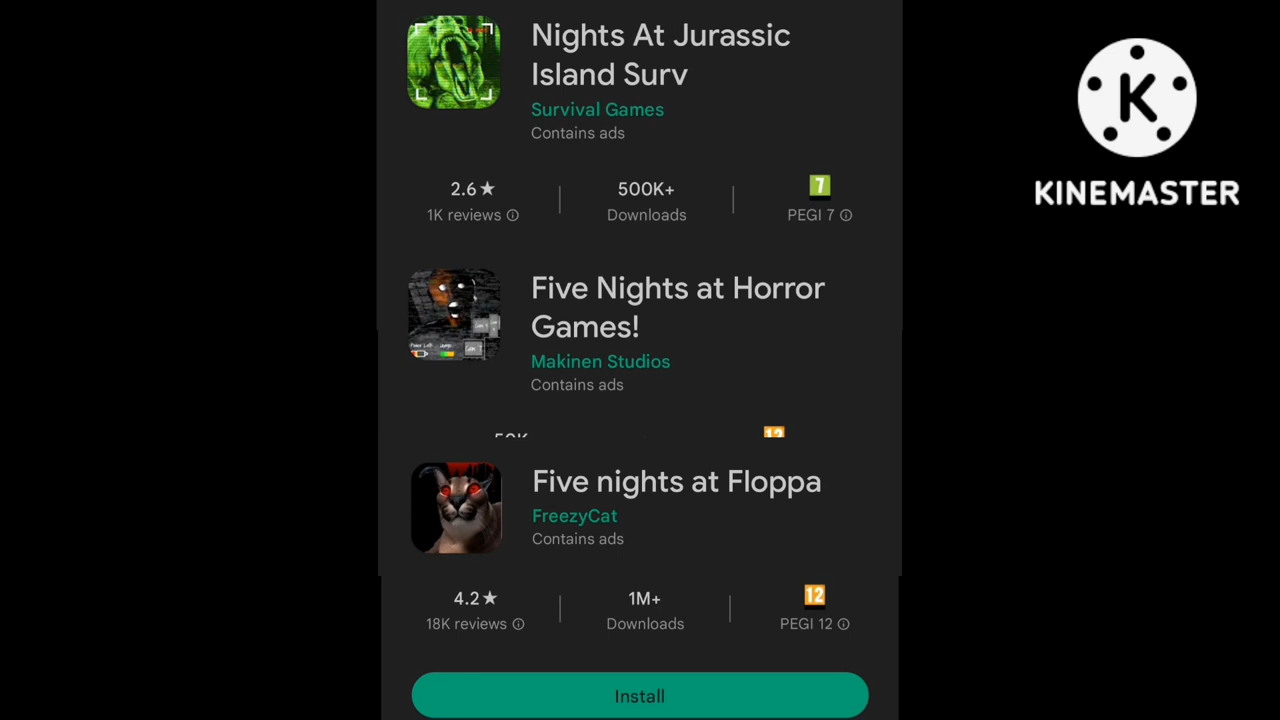 Nights At Jurassic
Island Surv
Survival Games
Contains ads
2.6★
500K+
7
1K reviews
Downloads
PEGI 7
K
KINEMASTER
Five Nights at Horror
Games!
Makinen Studios
Contains ads
50K
12
Five nights at Floppa
FreezyCat
Contains ads
4.2★
1M+
12
18K reviews
Downloads
PEGI 12
Install